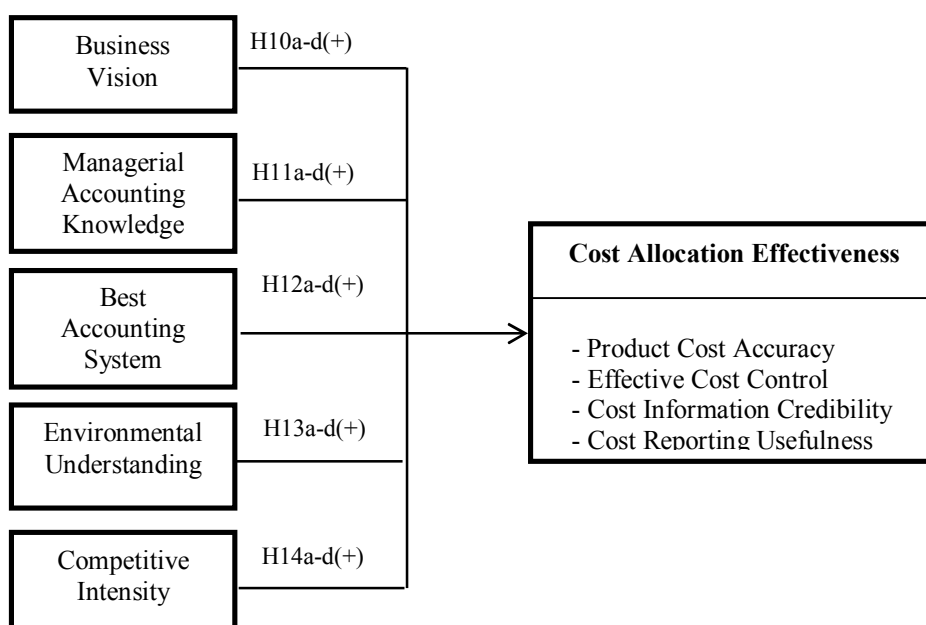 Business
Vision
H10a-d(+)
Managerial
Accounting
Knowledge
H11a-d(+)
Best
Accounting
System
H12a-d(+)
Environmental
Understanding
H13a-d(+)
Competitive
Intensity
H14a-d(+)
Cost Allocation Effectiveness
- Product Cost Accuracy
- Effective Cost Control
- Cost Information Credibility
- Cost Reporting Usefulness